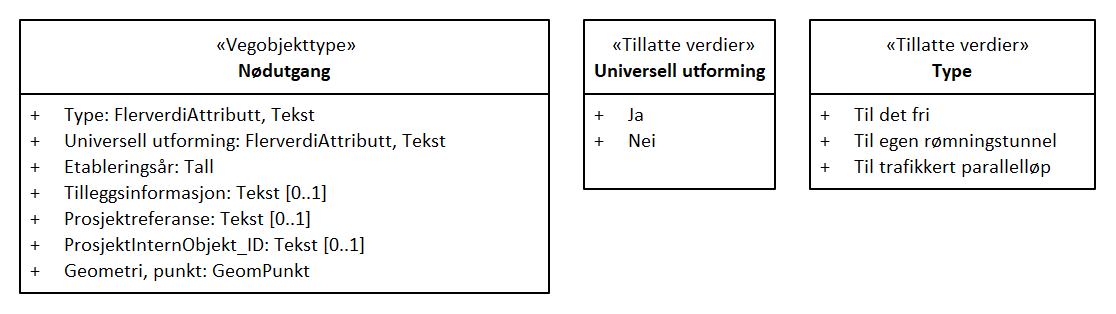 «Vegobjekttype»
Nødutgang
+ Type: FlerverdiAttributt, Tekst
+ Universell utforming: FlerverdiAttributt, Tekst
+ Etableringsår: Tall
+ Tilleggsinformasjon: Tekst [0..1]
+ Prosjektreferanse: Tekst [0..1]
+ ProsjektInternObjekt_ID: Tekst [0..1]
+ Geometri, punkt: GeomPunkt
«Tillatte verdier»
Universell utforming
+ Ja
+ Nei
«Tillatte verdier»
Type
+ Til det fri
+ Til egen rømningstunnel
+ Til trafikkert parallelløp